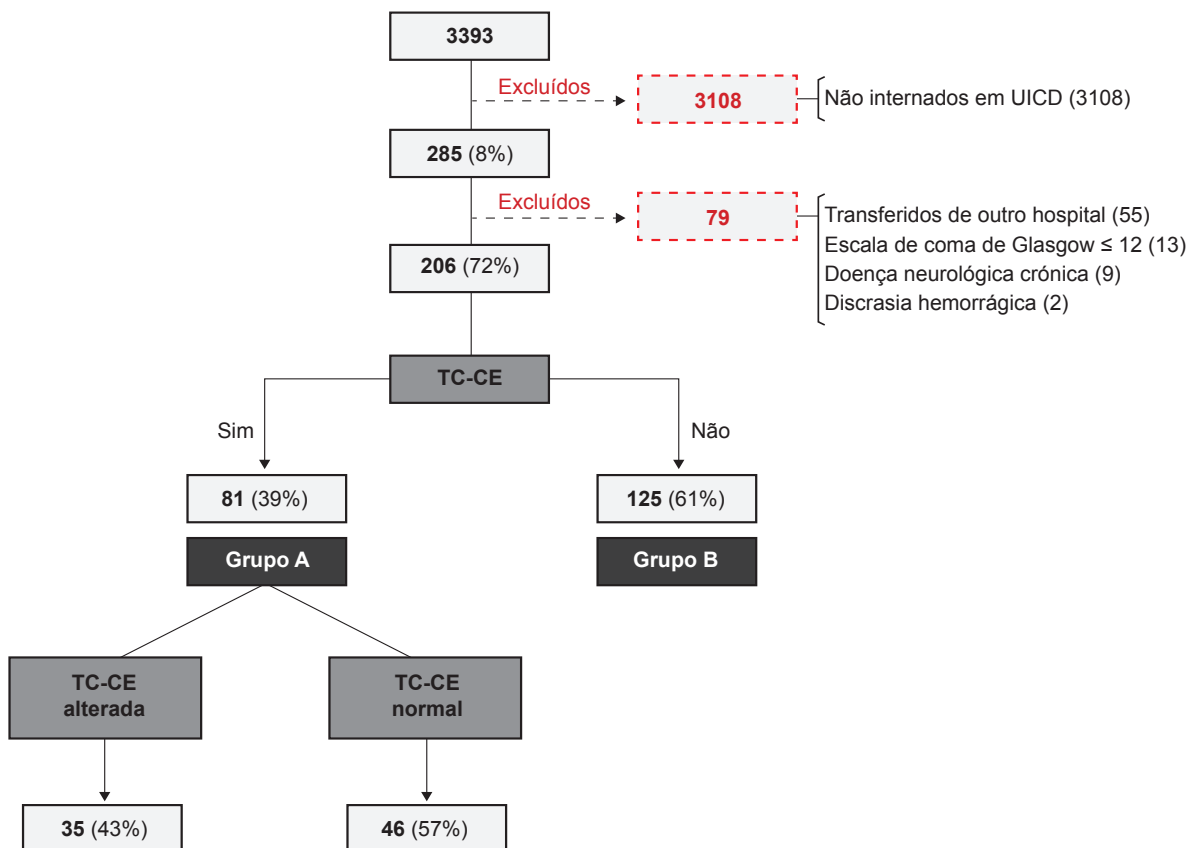 3393
Excluídos
3108
Não internados em UICD (3108)
285 (8%)
Excluídos
79
Transferidos de outro hospital (55)
Escala de coma de Glasgow ≤ 12 (13)
Doença neurológica crónica (9)
Discrasia hemorrágica (2)
206 (72%)
TC-CE
Sim
Não
81 (39%)
125 (61%)
Grupo A
Grupo B
TC-CE
alterada
TC-CE
normal
35 (43%)
46 (57%)